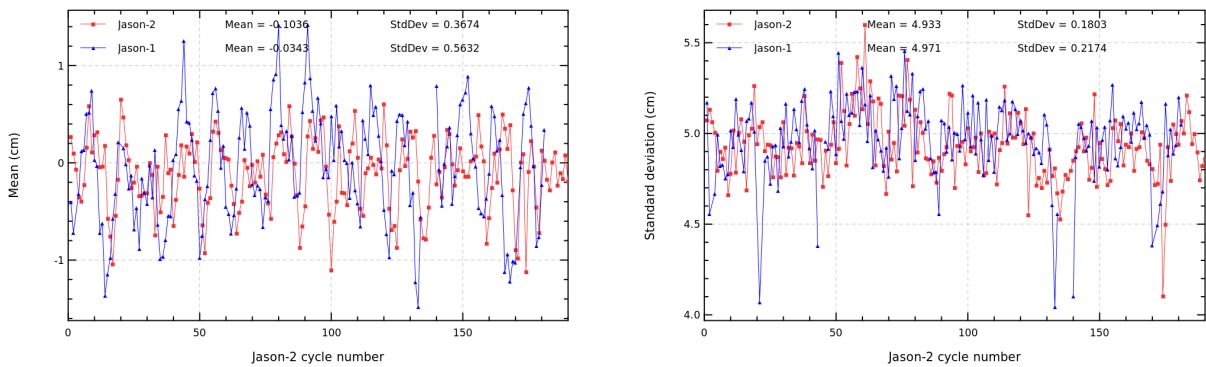 Jason-2 Mean = -0.1036 StdDev = 0.3674
Jason-1 Mean = -0.0343 StdDev = 0.5632
1
0
-1
Mean (cm)
0 50 100 150
Jason-2 cycle number
Jason-2 Mean = 4.933 StdDev = 0.1803
Jason-1 Mean = 4.971 StdDev = 0.2174
5.5
5.0
4.5
4.0
Standard deviation (cm)
0 50 100 150
Jason-2 cycle number